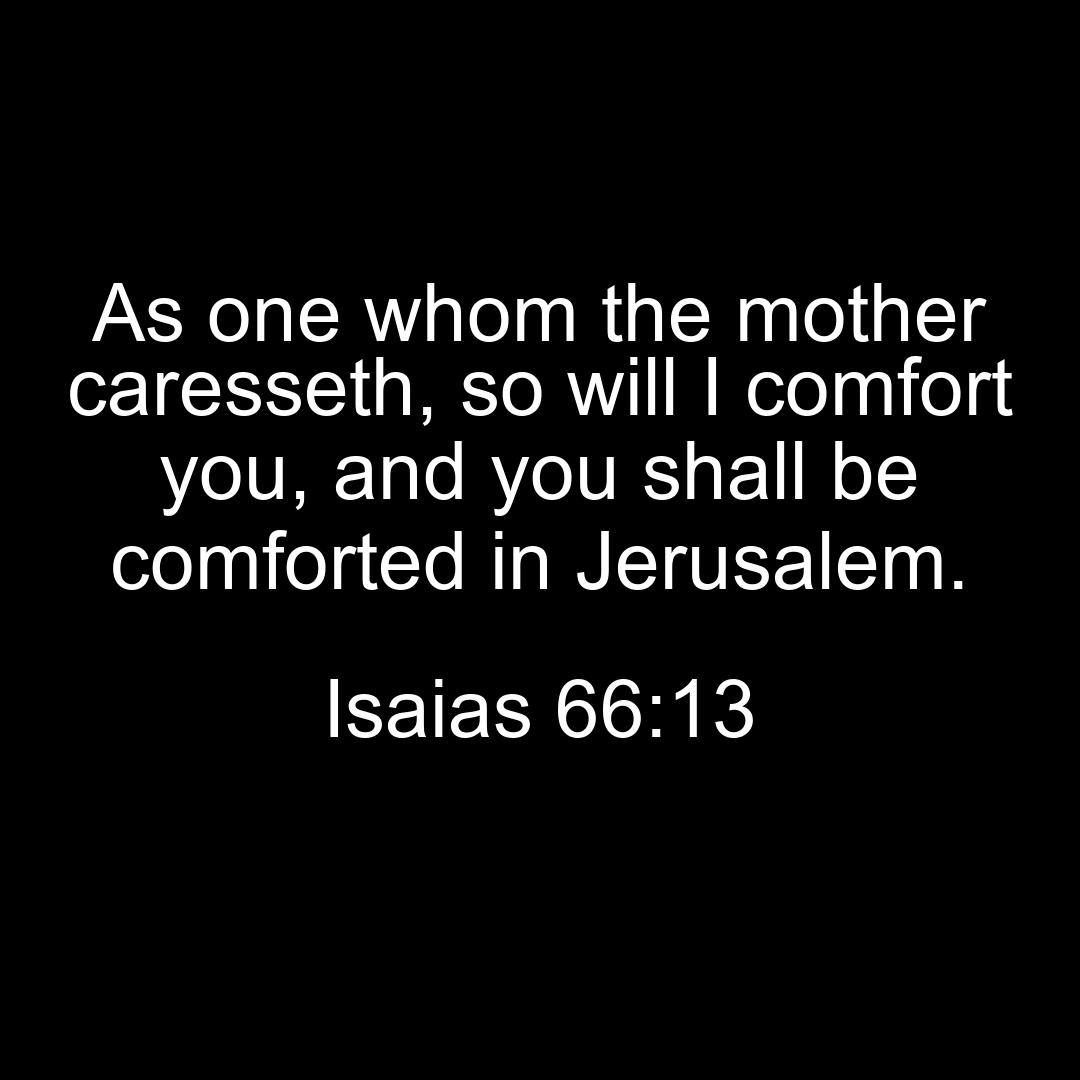 As one whom the mother
caresseth, so will I comfort
you, and you shall be
comforted in Jerusalem.
Isaias 66:13